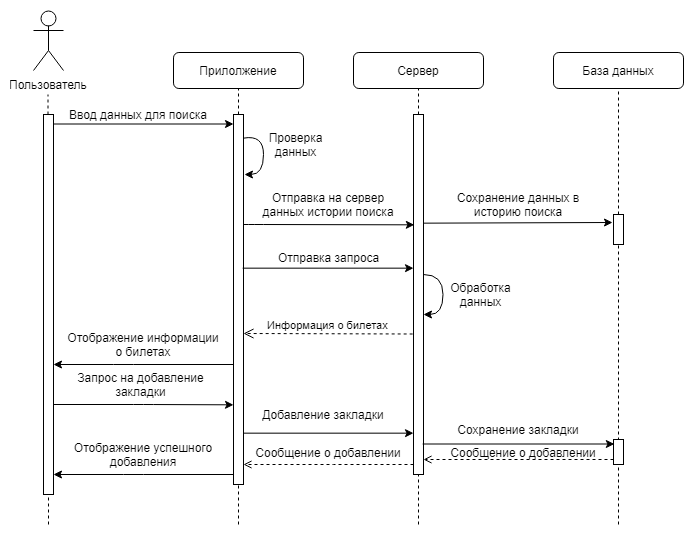 Пользователь
Прилолжение
Сервер
База данных
Ввод данных для поиска
Проверка
данных
Отправка на сервер
данных истории поиска
Сохранение данных в
историю поиска
Отправка запроса
Обработка
данных
Информация о билетах
Отображение информации
о билетах
Запрос на добавление
закладки
Добавление закладки
Сохранение закладки
Сообщение о добавлении
Сообщение о добавлении
Отображение успешного
добавления